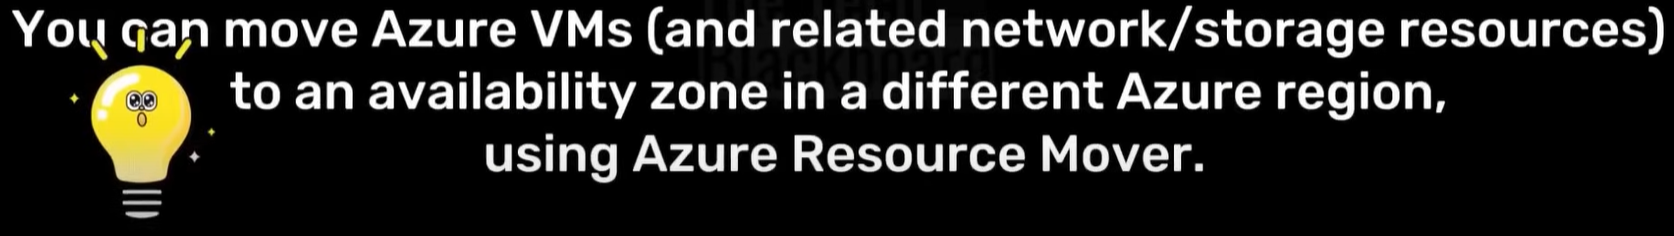 You can move Azure VMs (and related network/storage resources)
to an availability zone in a different Azure region,
using Azure Resource Mover.